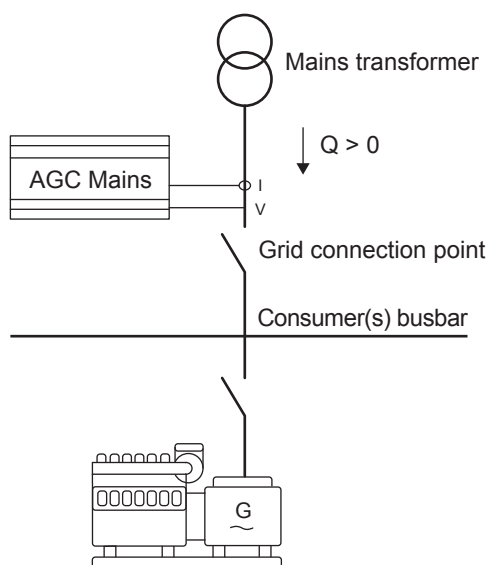 Mains transformer
Q > 0
AGC Mains
I
V
Grid connection point
Consumer(s) busbar
G